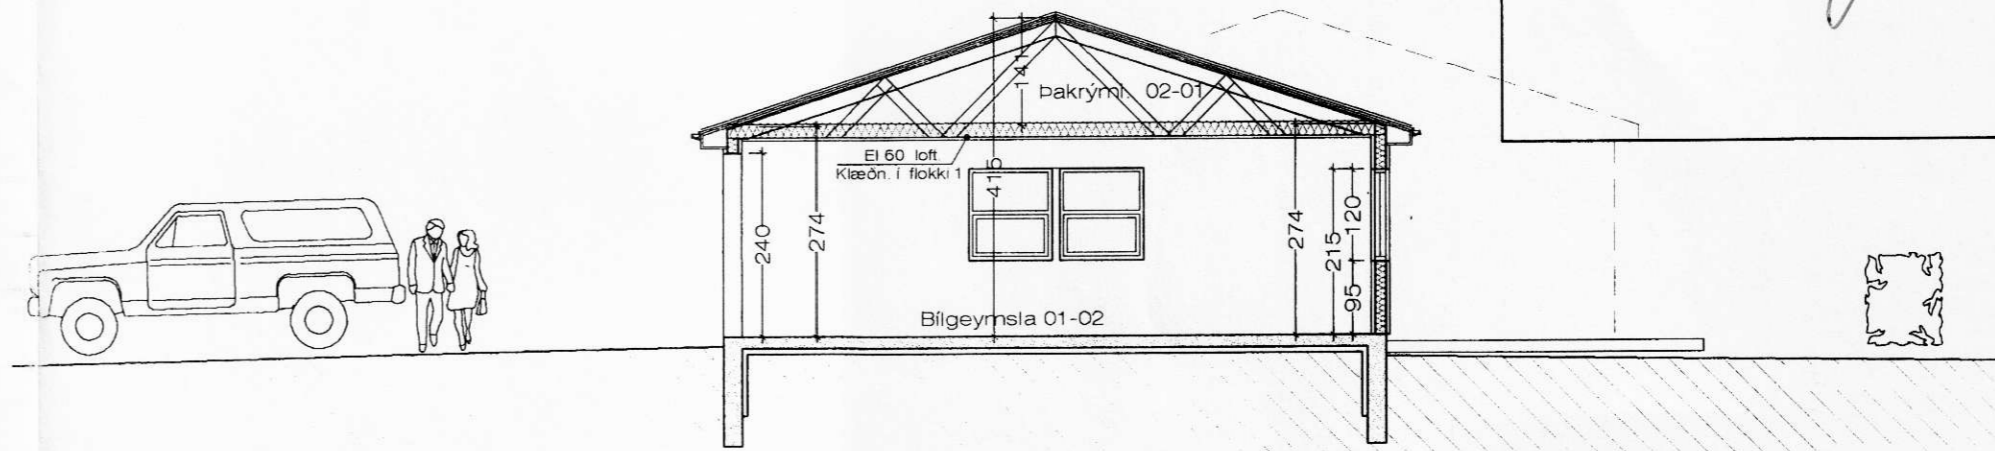 141
Þakrými. 02-01
EI 60 loft
Klæðn. í flokki 1
415
240
274
274
215
120
95
Bílgeymsla 01-02